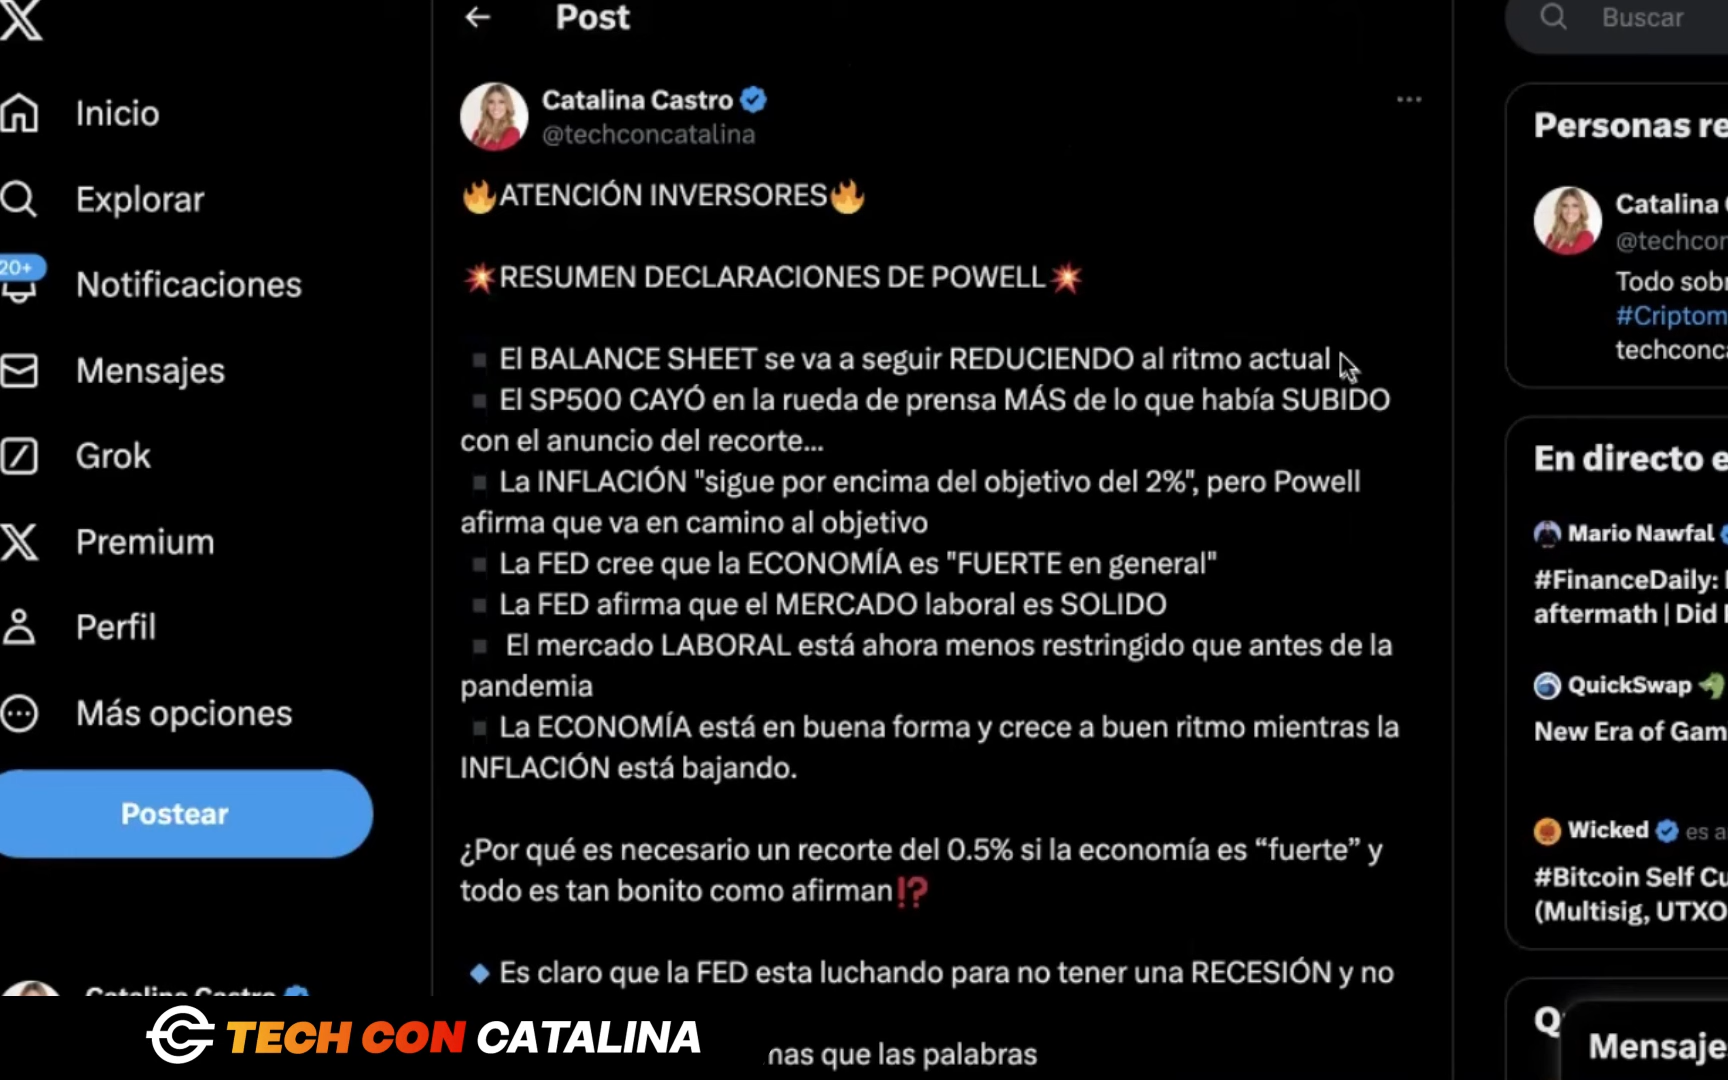 Post
Buscar
Inicio
Explorar
20+
Notificaciones
Mensajes
Grok
Premium
Perfil
Más opciones
Postear
Catalina Castro
Catalina Castro
@techconcatalina
🔥ATENCIÓN INVERSORES🔥
💥RESUMEN DECLARACIONES DE POWELL💥
▪ El BALANCE SHEET se va a seguir REDUCIENDO al ritmo actual
▪ El SP500 CAYÓ en la rueda de prensa MÁS de lo que había SUBIDO
con el anuncio del recorte...
▪ La INFLACIÓN "sigue por encima del objetivo del 2%", pero Powell
afirma que va en camino al objetivo
▪ La FED cree que la ECONOMÍA es "FUERTE en general"
▪ La FED afirma que el MERCADO laboral es SOLIDO
▪ El mercado LABORAL está ahora menos restringido que antes de la
pandemia
▪ La ECONOMÍA está en buena forma y crece a buen ritmo mientras la
INFLACIÓN está bajando.
¿Por qué es necesario un recorte del 0.5% si la economía es “fuerte” y
todo es tan bonito como afirman⁉️
🔹 Es claro que la FED esta luchando para no tener una RECESIÓN y no
que las palabras
Personas
Catalina
@techcon
Todo
#Criptom
techconc
En directo
Mario Nawfal
#FinanceDaily:
aftermath | Did
QuickSwap
New Era of Gam
Wicked es
#Bitcoin Self
(Multisig, UTXO
Mensaje
TECH CON CATALINA